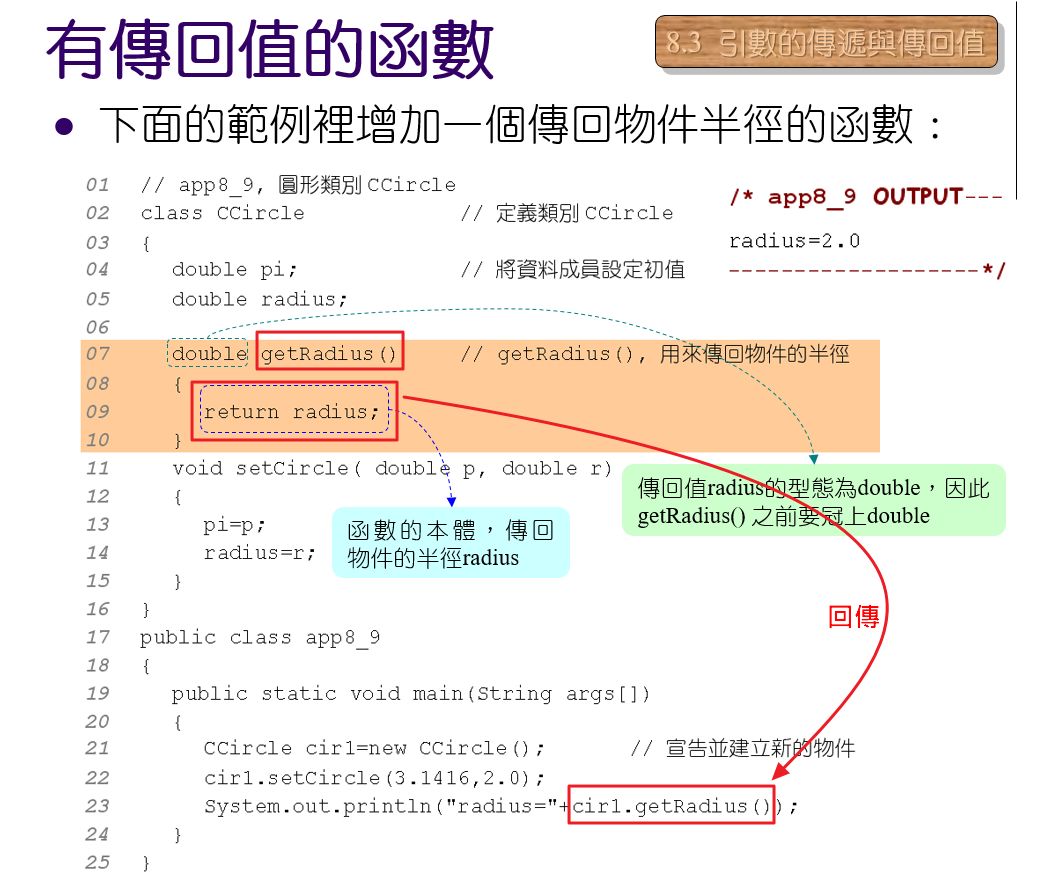 有傳回值的函數
8.3 引數的傳遞與傳回值
● 下面的範例裡增加一個傳回物件半徑的函數：
01 // app8_9, 圓形類別 CCircle
02 class CCircle // 定義類別 CCircle
03 {
04 double pi; // 將資料成員設定初值
05 double radius;
06
07 double getRadius() // getRadius(), 用來傳回物件的半徑
08 {
09 return radius;
10 }
11 void setCircle( double p, double r)
12 {
13 pi=p;
14 radius=r;
15 }
16 }
17 public class app8_9
18 {
19 public static void main(String args[])
20 {
21 CCircle cir1=new CCircle(); // 宣告並建立新的物件
22 cir1.setCircle(3.1416,2.0);
23 System.out.println("radius="+cir1.getRadius());
24 }
25 }
/* app8_9 OUTPUT---
radius=2.0
-------------------*/
傳回值radius的型態為double，因此
getRadius() 之前要冠上double
函數的本體，傳回
物件的半徑radius
回傳